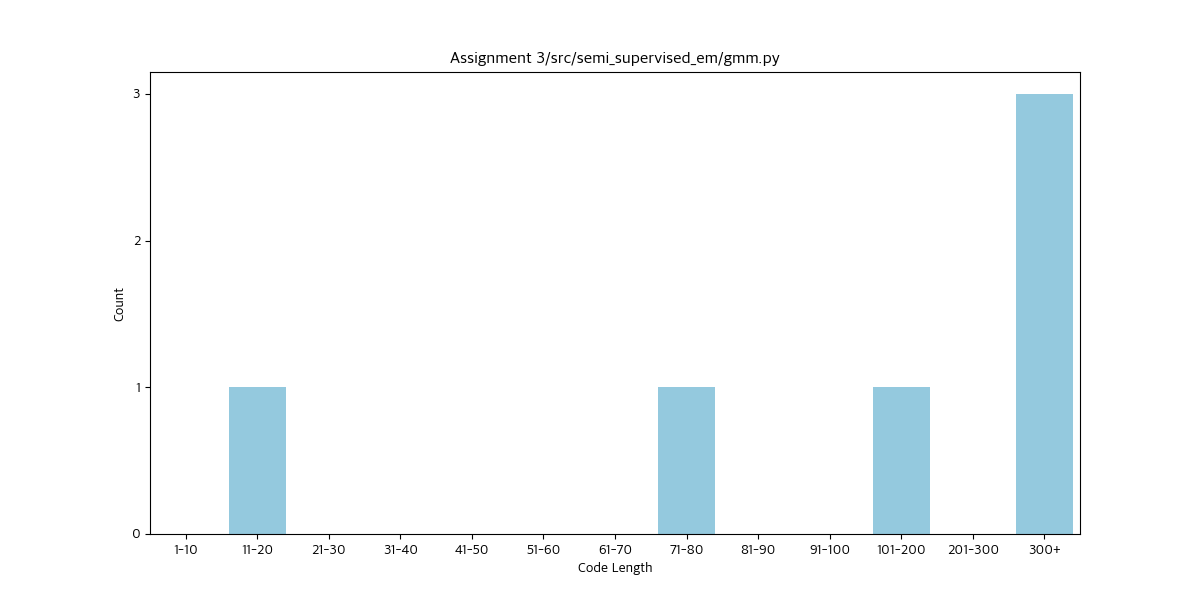 Assignment 3/src/semi_supervised_em/gmm.py
3
2
1
0
Count
1-10 11-20 21-30 31-40 41-50 51-60 61-70 71-80 81-90 91-100 101-200 201-300 300+
Code Length